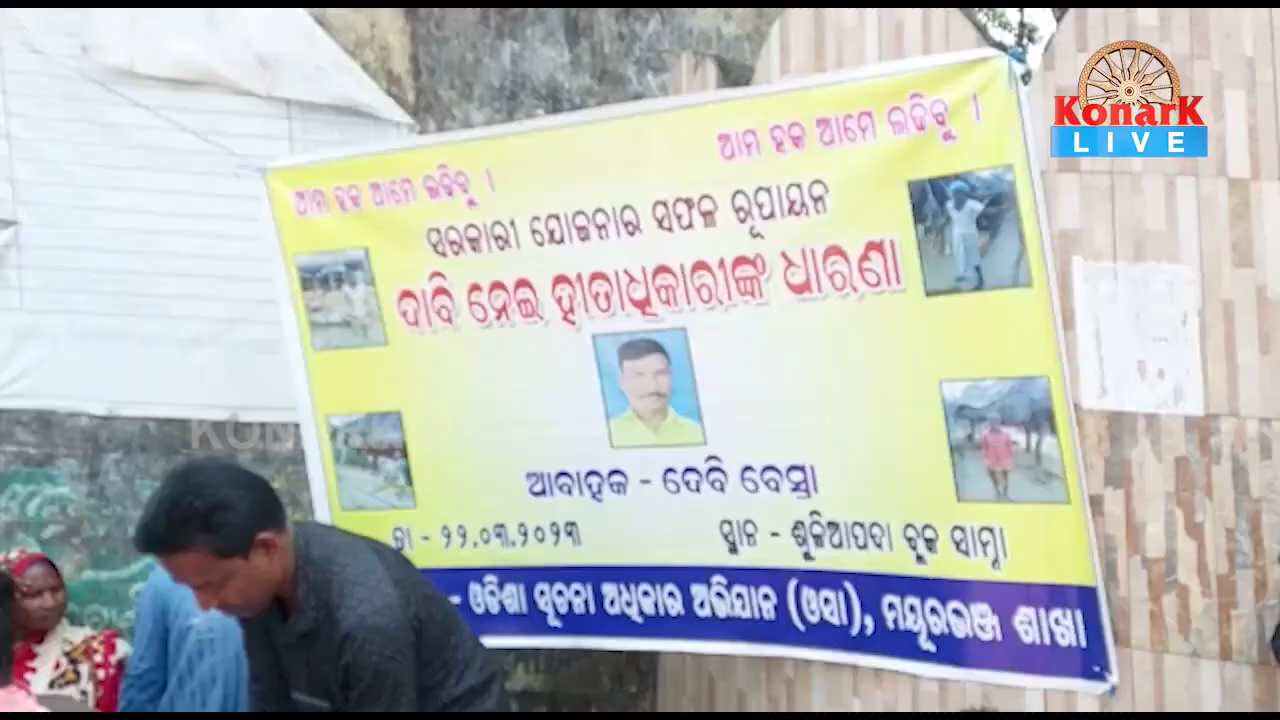 KonarK
LIVE
ଆମ ହକ ଆମେ ଲଢିବୁ ।
ଆମ ହକ ଆମେ ଲଢିବୁ ।
ସରକାରୀ ଯୋଜନାର ସଫଳ ରୂପାୟନ
ଦାବି ନେଇ ହୀତାଧିକାରୀଙ୍କ ଧାରଣା
ଆବାହକ - ଦେବି ବେସ୍ରା
ତା - ୨୨.୦୩.୨୦୨୩
ସ୍ଥାନ - ଶୁଳିଆପଦା ବ୍ଲକ ସାମ୍ନା
- ଓଡିଶା ସୂଚନା ଅଧିକାର ଅଭିଯାନ (ଓସା), ମୟୂରଭଞ୍ଜ ଶାଖା